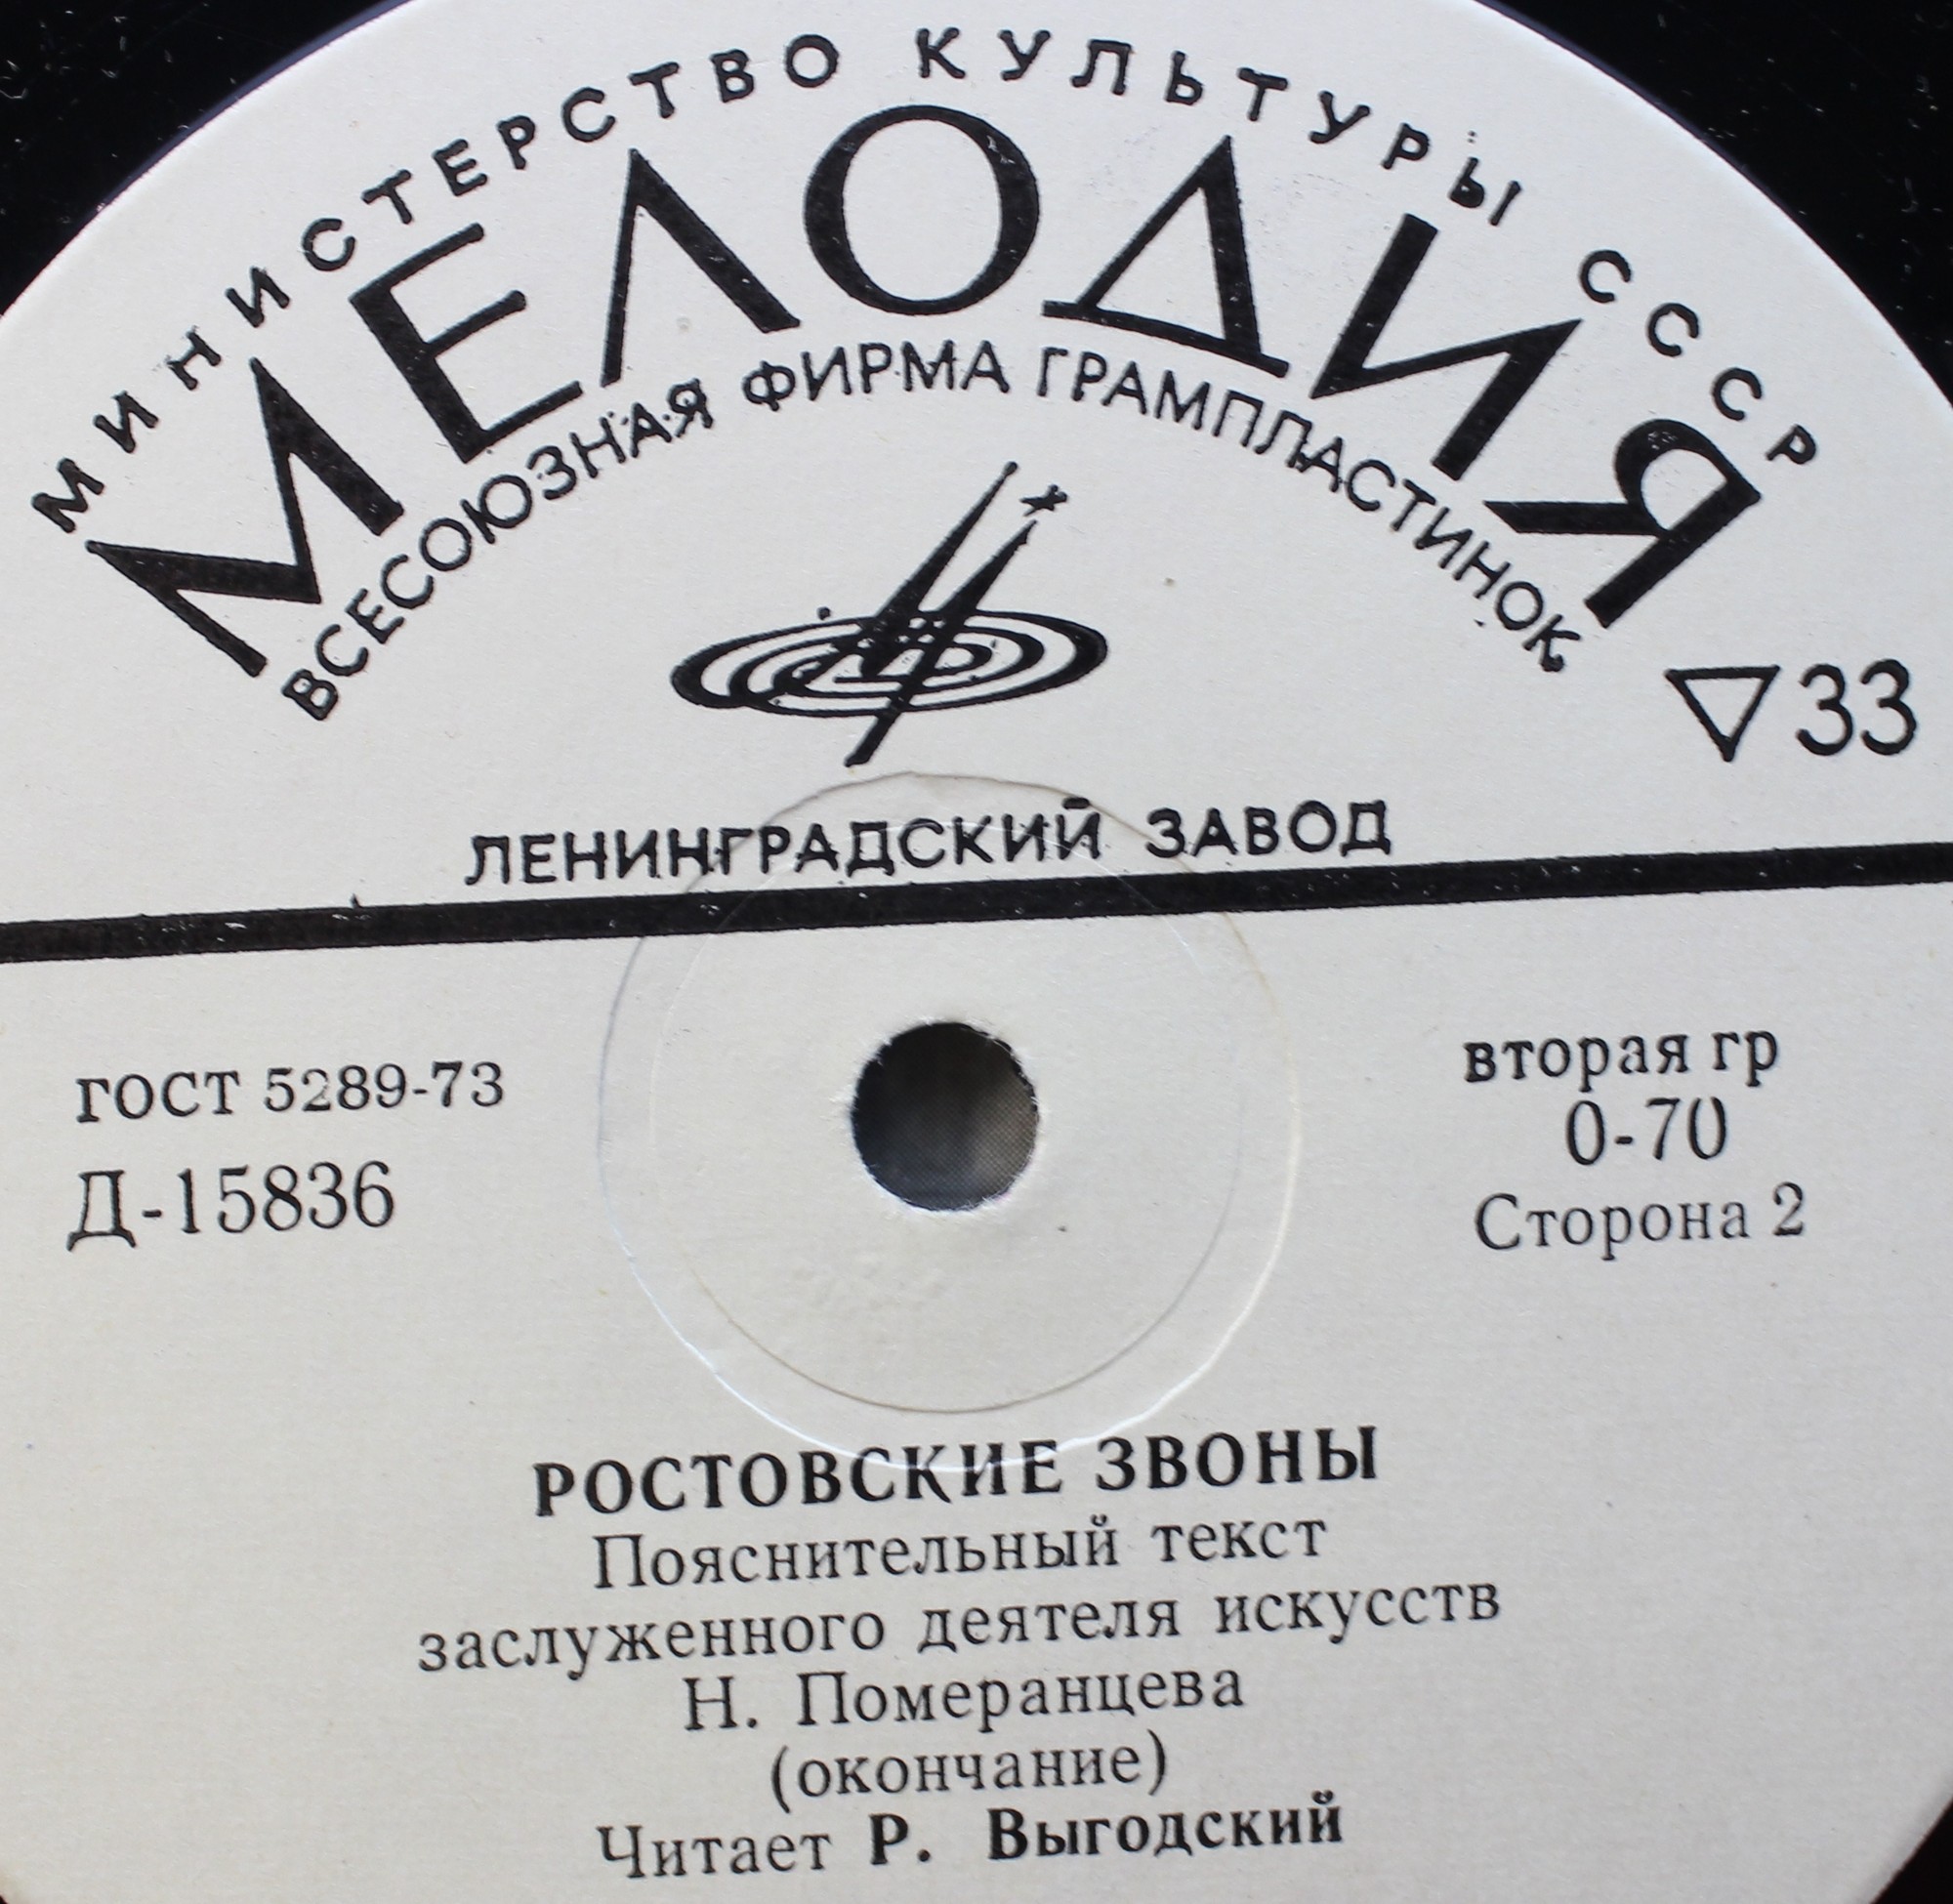 МИНИСТЕРСТВО КУЛЬТУРЫ СССР
МЕЛОДИЯ
ВСЕСОЮЗНАЯ ФИРМА ГРАМПЛАСТИНОК
33
ЛЕНИНГРАДСКИЙ ЗАВОД
ГОСТ 5289-73
вторая гр
Д-15836
0-70
Сторона 2
РОСТОВСКИЕ ЗВОНЫ
Пояснительный текст
заслуженного деятеля искусств
Н. Померанцева
(окончание)
Читает Р. Выгодский